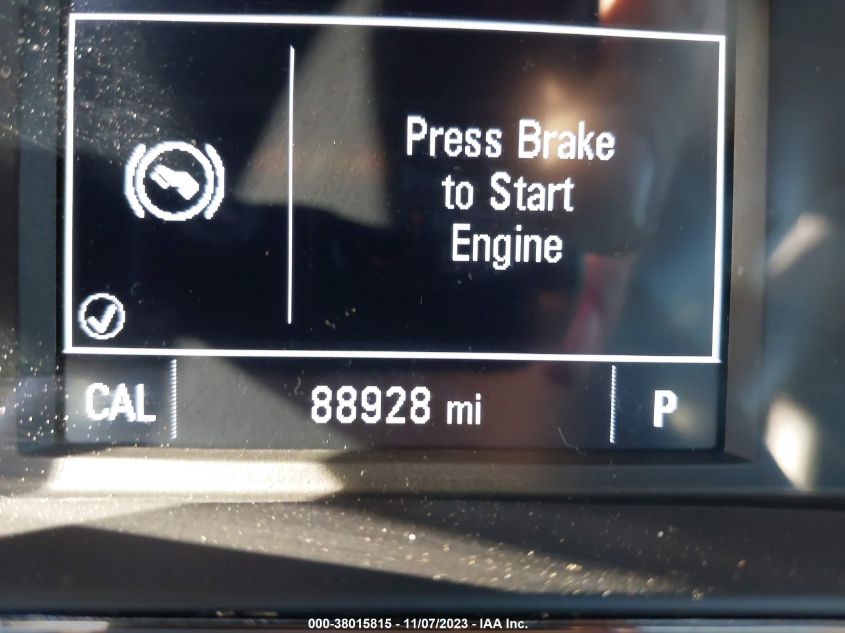 Press Brake
to Start
Engine
CAL 88928 mi P
000-38015815 - 11/07/2023 - IAA Inc.